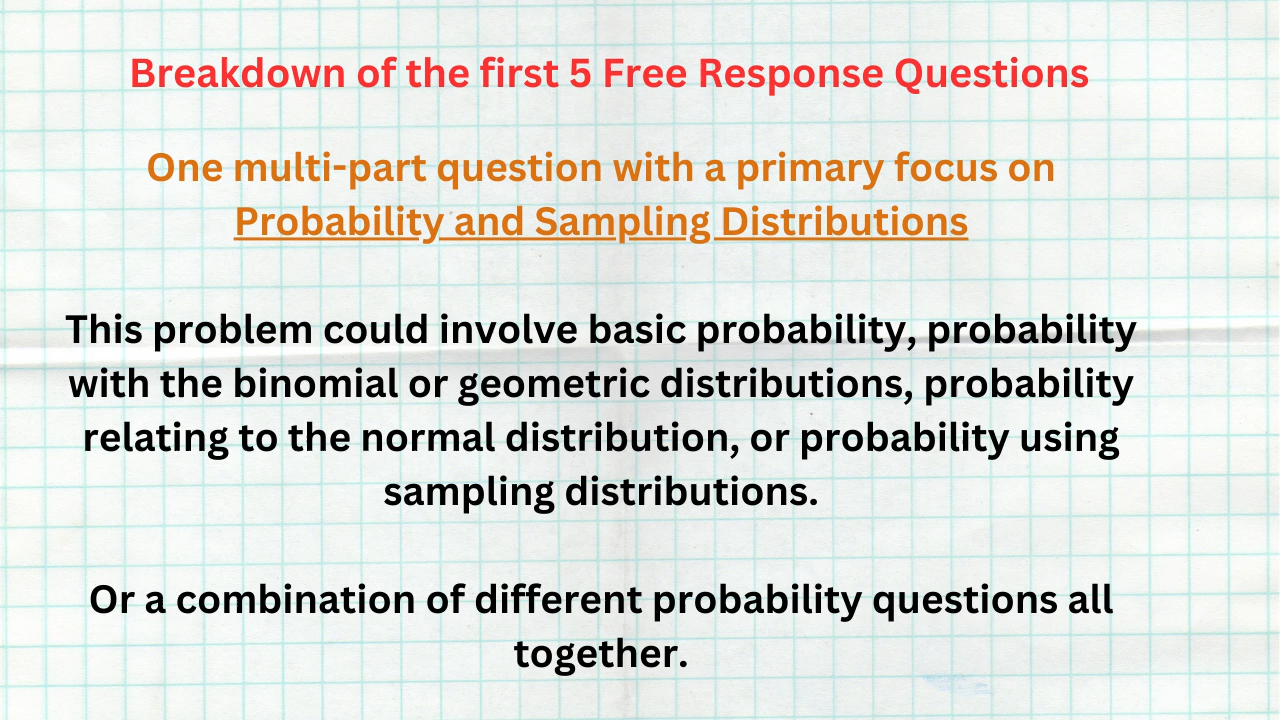 Breakdown of the first 5 Free Response Questions
One multi-part question with a primary focus on
Probability and Sampling Distributions
This problem could involve basic probability, probability
with the binomial or geometric distributions, probability
relating to the normal distribution, or probability using
sampling distributions.
Or a combination of different probability questions all
together.